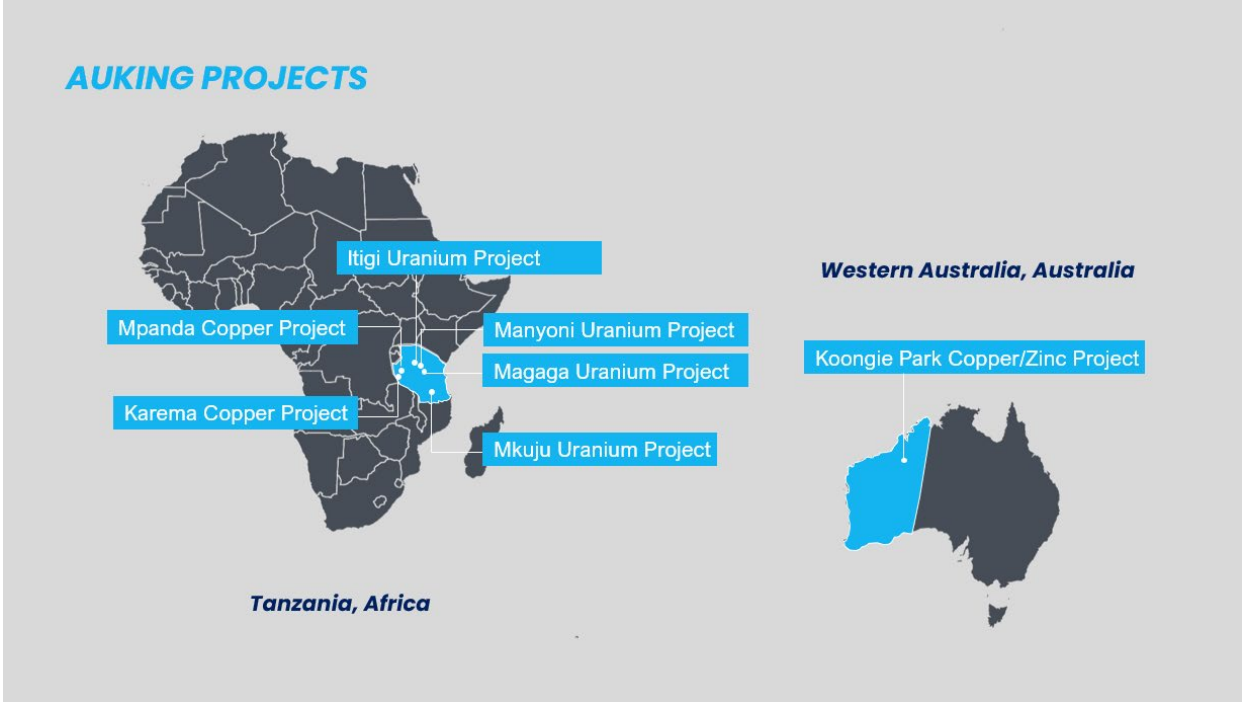 AUKING PROJECTS
Itigi Uranium Project
Mpanda Copper Project
Manyoni Uranium Project
Magaga Uranium Project
Karema Copper Project
Mkuju Uranium Project
Tanzania, Africa
Western Australia, Australia
Koongie Park Copper/Zinc Project